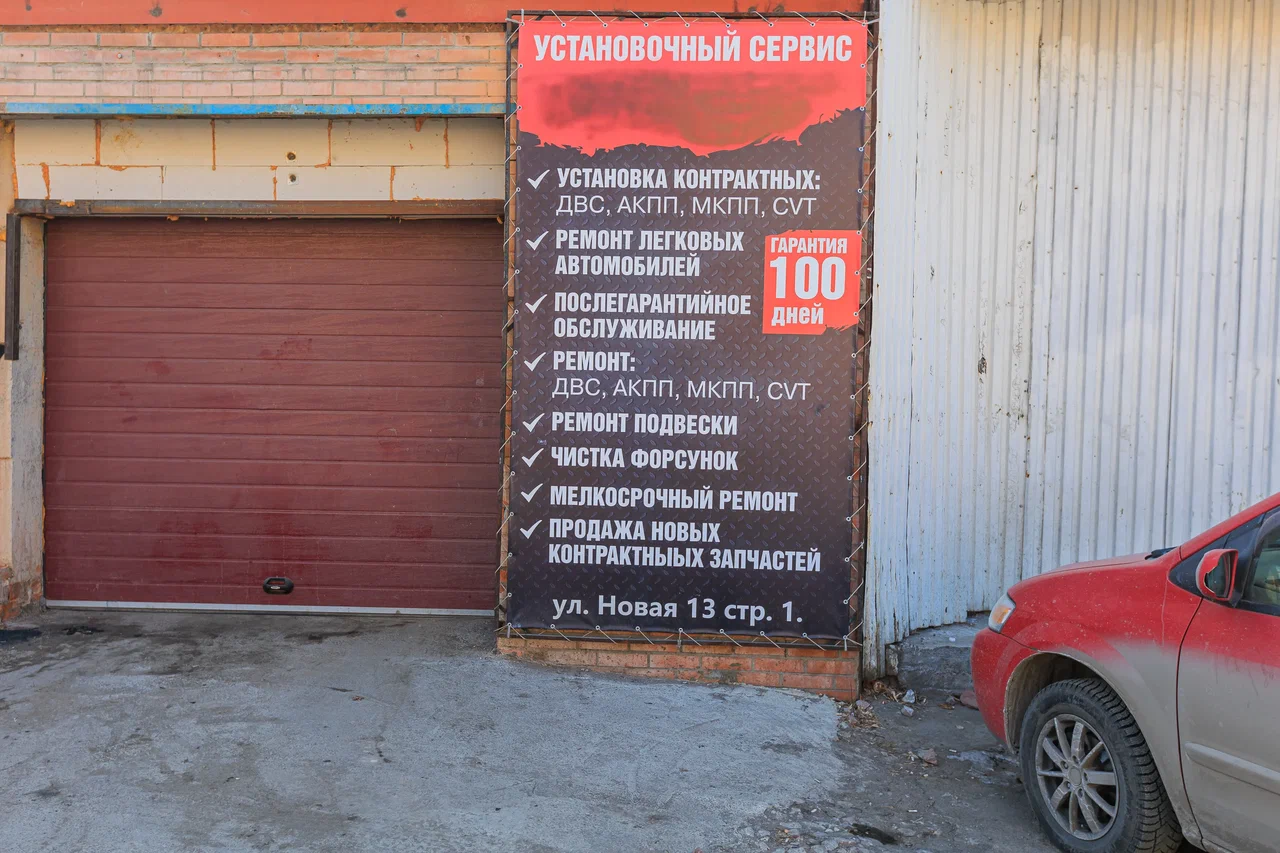 УСТАНОВОЧНЫЙ СЕРВИС
УСТАНОВКА КОНТРАКТНЫХ:
ДВС, АКПП, МКПП, CVT
РЕМОНТ ЛЕГКОВЫХ
АВТОМОБИЛЕЙ
ГАРАНТИЯ
100
дней
ПОСЛЕГАРАНТИЙНОЕ
ОБСЛУЖИВАНИЕ
РЕМОНТ:
ДВС, АКПП, МКПП, CVT
РЕМОНТ ПОДВЕСКИ
ЧИСТКА ФОРСУНОК
МЕЛКОСРОЧНЫЙ РЕМОНТ
ПРОДАЖА НОВЫХ
КОНТРАКТНЫЫХ ЗАПЧАСТЕЙ
ул. Новая 13 стр. 1.